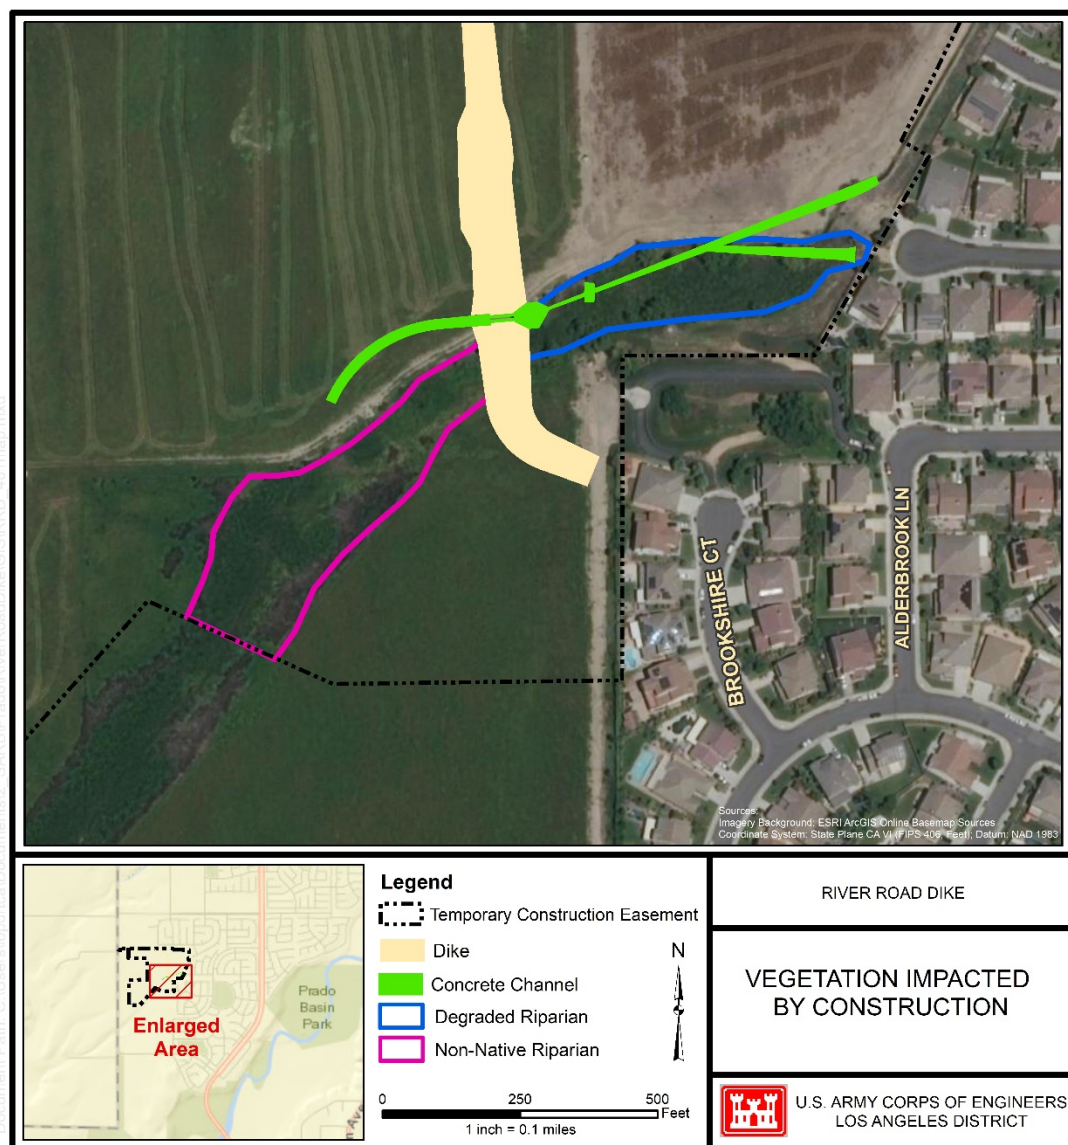 BROOKSHIRE CT
ALDERBROOK LN
Sources:
Imagery Background: ESRI ArcGIS Online Basemap Sources
Coordinate System: State Plane CA VI (FIPS 406, Feet); Datum: NAD 1983
Prado
Basin
Park
Enlarged
Area
Legend
Temporary Construction Easement
Dike
Concrete Channel
Degraded Riparian
Non-Native Riparian
N
0 250 500
Feet
1 inch = 0.1 miles
RIVER ROAD DIKE
VEGETATION IMPACTED
BY CONSTRUCTION
U.S. ARMY CORPS OF ENGINEERS
LOS ANGELES DISTRICT